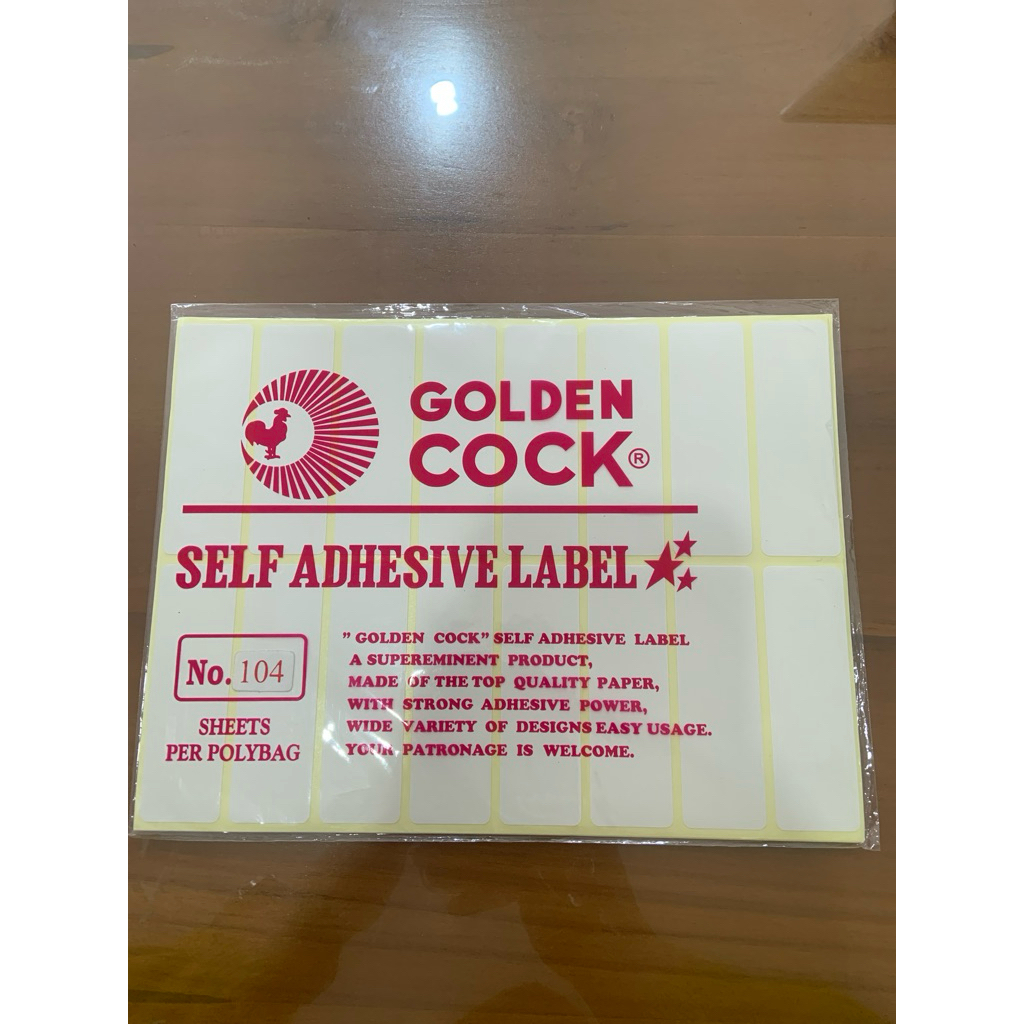 GOLDEN
COCK®
SELF ADHESIVE LABEL
No. 104
SHEETS
PER POLYBAG
" GOLDEN COCK" SELF ADHESIVE LABEL
A SUPEREMINENT PRODUCT,
MADE OF THE TOP QUALITY PAPER,
WITH STRONG ADHESIVE POWER,
WIDE VARIETY OF DESIGNS EASY USAGE.
YOUR PATRONAGE IS WELCOME.